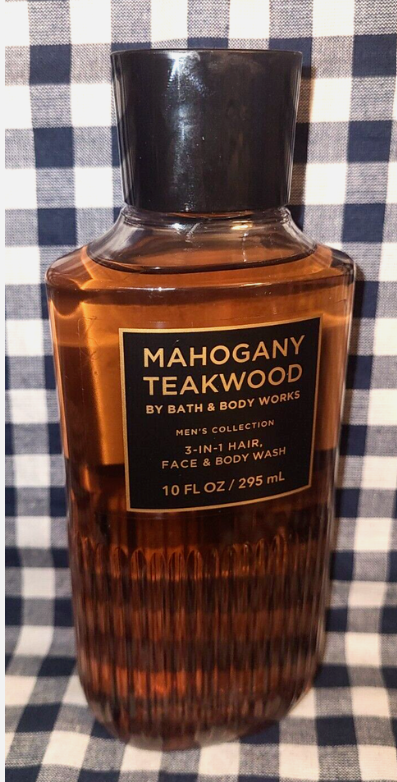 MAHOGANY
TEAKWOOD
BY BATH & BODY WORKS
MEN'S COLLECTION
3-IN-1 HAIR,
FACE & BODY WASH
10 FL OZ / 295 mL